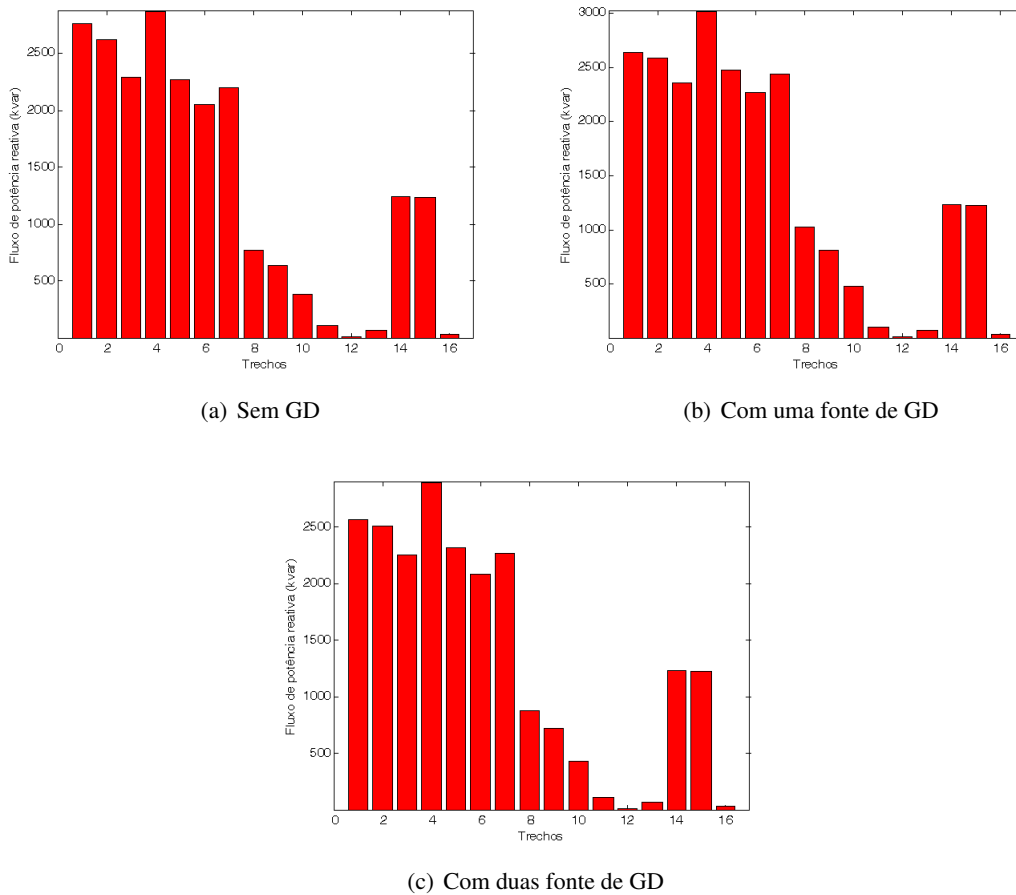 Fluxo de potência reativa (kvar)
2500
2000
1500
1000
500
0 2 4 6 8 10 12 14 16
Trechos
(a) Sem GD
Fluxo de potência reativa (kvar)
3000
2500
2000
1500
1000
500
0 2 4 6 8 10 12 14 16
Trechos
(b) Com uma fonte de GD
Fluxo de potência reativa (kvar)
2500
2000
1500
1000
500
0 2 4 6 8 10 12 14 16
Trechos
(c) Com duas fonte de GD